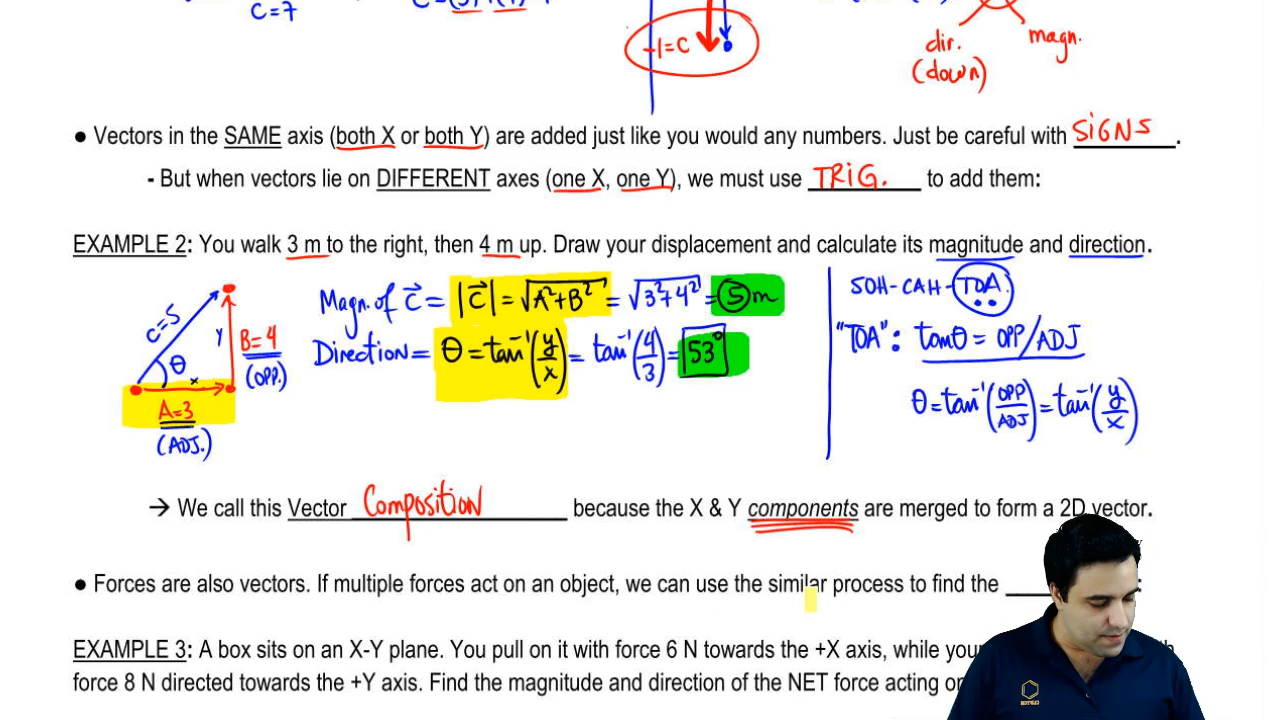 C=7
-1=C
dir.
magn.
(down)
● Vectors in the SAME axis (both X or both Y) are added just like you would any numbers. Just be careful with SIGNS.
- But when vectors lie on DIFFERENT axes (one X, one Y), we must use TRIG. to add them:
EXAMPLE 2: You walk 3 m to the right, then 4 m up. Draw your displacement and calculate its magnitude and direction.
C=5
θ
x
Y
B=4
(OPP.)
A=3
(ADJ.)
Magn. of C⃗ = |C⃗| = √A²+B² = √3²+4² = 5m
Direction = θ = tan⁻¹(y/x) = tan⁻¹(4/3) = 53°
SOH-CAH-TOA
"TOA": tanθ = OPP/ADJ
θ = tan⁻¹(OPP/ADJ) = tan⁻¹(y/x)
→ We call this Vector Composition because the X & Y components are merged to form a 2D vector.
● Forces are also vectors. If multiple forces act on an object, we can use the similar process to find the ___ :
EXAMPLE 3: A box sits on an X-Y plane. You pull on it with force 6 N towards the +X axis, while
force 8 N directed towards the +Y axis. Find the magnitude and direction of the NET force acting